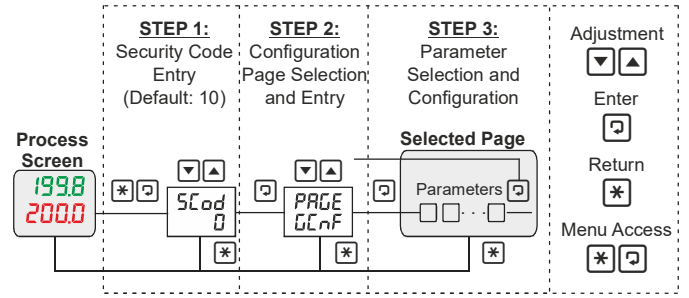 STEP 1:
Security Code
Entry
(Default: 10)
STEP 2:
Configuration
Page Selection
and Entry
STEP 3:
Parameter
Selection and
Configuration
Adjustment
Enter
Return
Menu Access
Process
Screen
199.8
200.0
SCod
0
PAGE
GCnF
Selected Page
Parameters